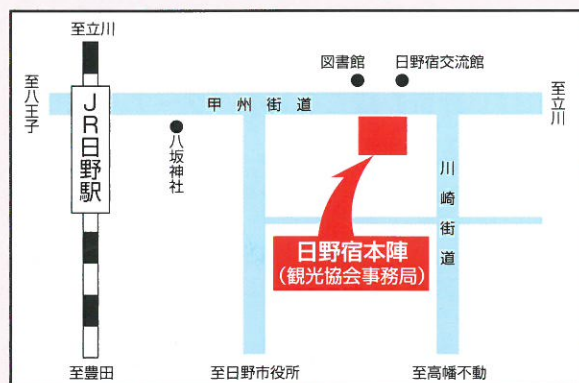 至立川
図書館
日野宿交流館
至八王子
甲州街道
至立川
JR日野駅
八坂神社
川崎街道
日野宿本陣
(観光協会事務局)
至豊田
至日野市役所
至高幡不動